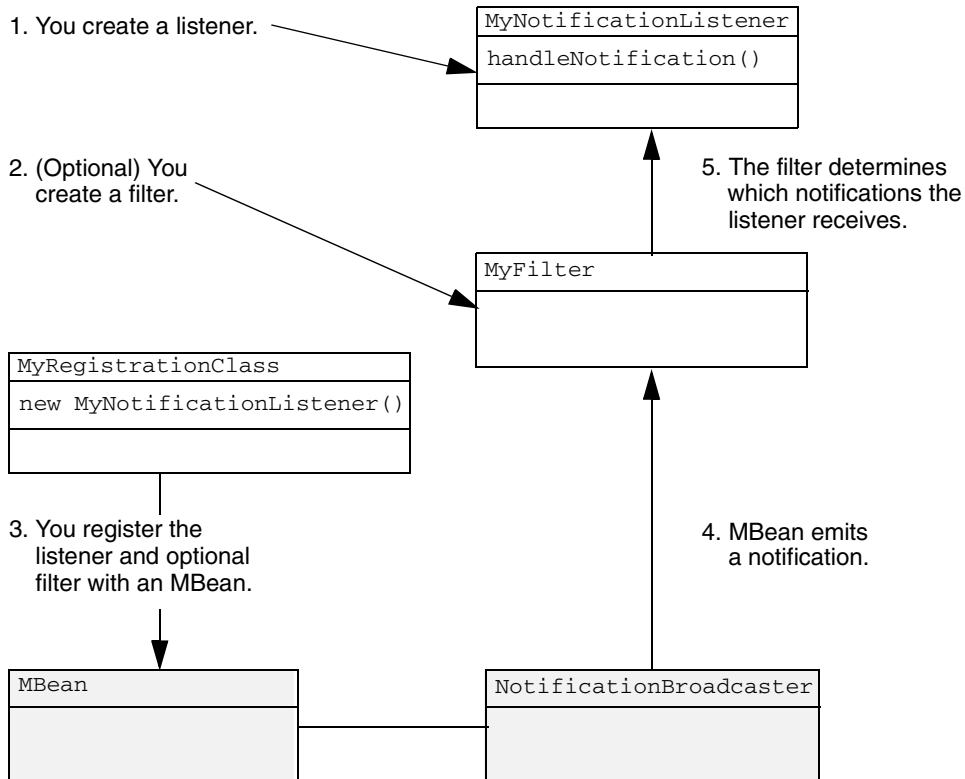 1. You create a listener.
MyNotificationListener
handleNotification()
2. (Optional) You
create a filter.
5. The filter determines
which notifications the
listener receives.
MyFilter
MyRegistrationClass
new MyNotificationListener()
3. You register the
listener and optional
filter with an MBean.
4. MBean emits
a notification.
MBean
NotificationBroadcaster